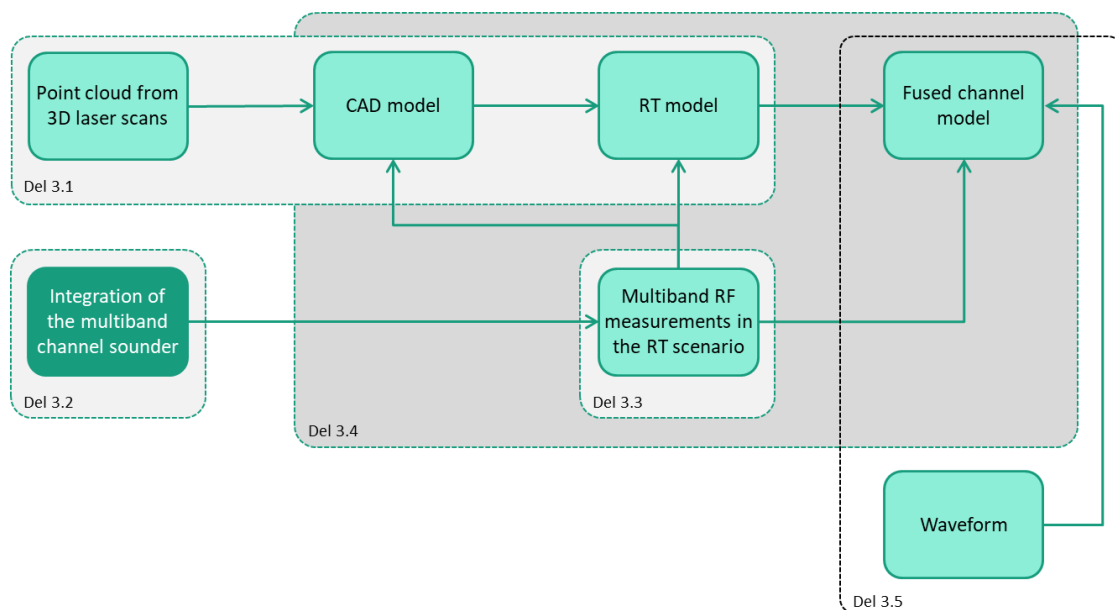 Point cloud from
3D laser scans
CAD model
RT model
Fused channel
model
Del 3.1
Integration of
the multiband
channel sounder
Multiband RF
measurements in
the RT scenario
Del 3.2
Del 3.3
Del 3.4
Waveform
Del 3.5